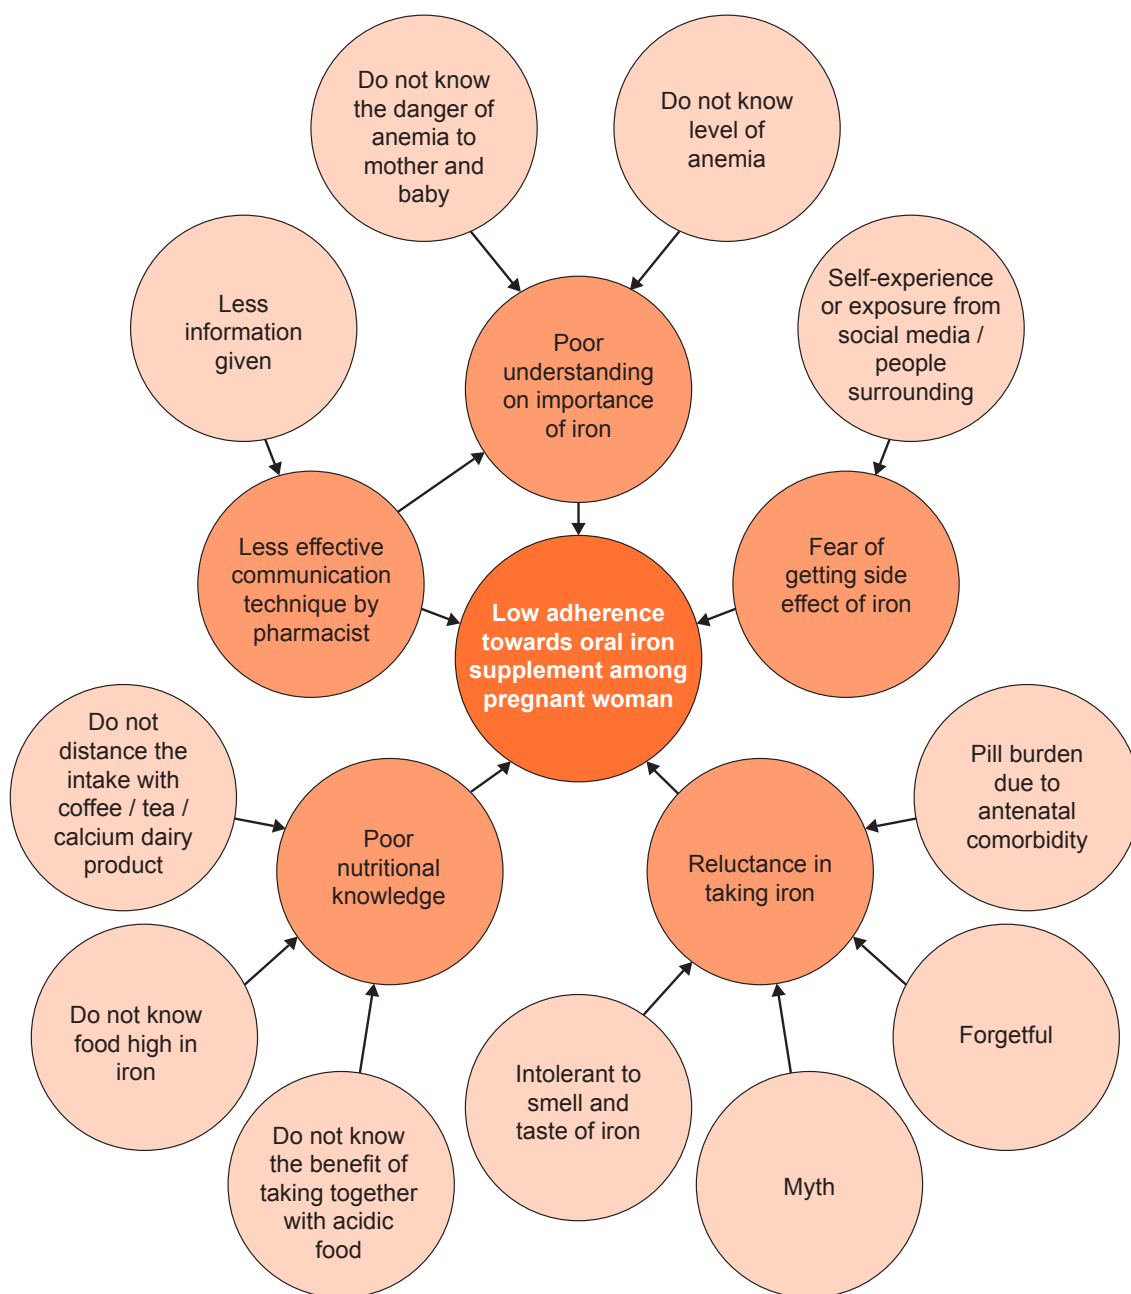 Do not know
the danger of
anemia to
mother and
baby
Do not know
level of
anemia
Less
information
given
Self-experience
or exposure from
social media /
people
surrounding
Poor
understanding
on importance
of iron
Less effective
communication
technique by
pharmacist
Fear of
getting side
effect of iron
Low adherence
towards oral iron
supplement among
pregnant woman
Do not
distance the
intake with
coffee / tea /
calcium dairy
product
Poor
nutritional
knowledge
Reluctance in
taking iron
Pill burden
due to
antenatal
comorbidity
Do not know
food high in
iron
Do not know
the benefit of
taking together
with acidic
food
Intolerant to
smell and
taste of iron
Myth
Forgetful